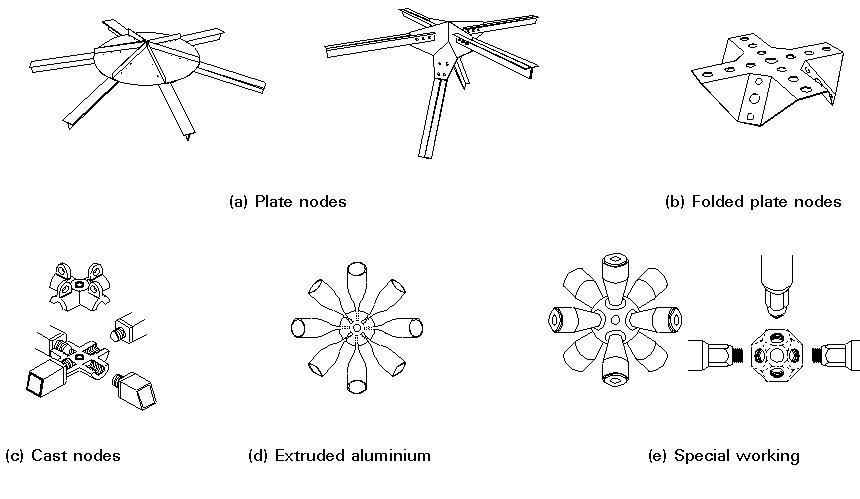 (a) Plate nodes
(b) Folded plate nodes
(c) Cast nodes
(d) Extruded aluminium
(e) Special working